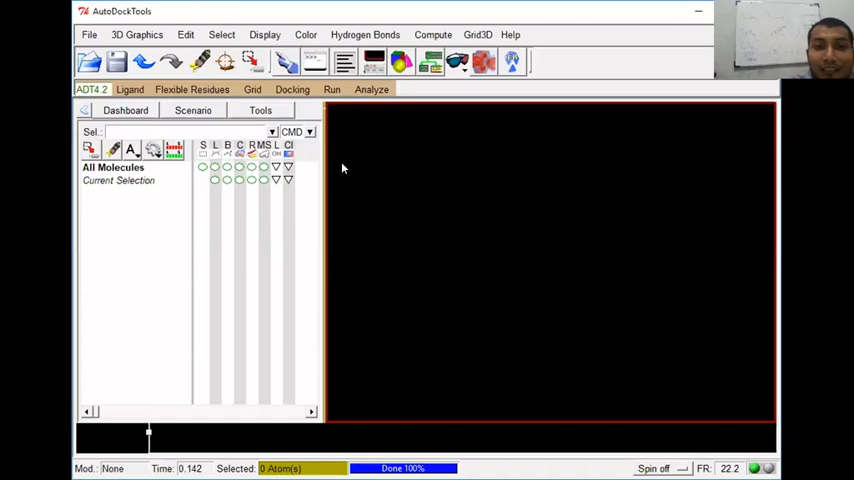 AutoDockTools
File 3D Graphics Edit Select Display Color Hydrogen Bonds Compute Grid3D Help
ADT4.2 Ligand Flexible Residues Grid Docking Run Analyze
Dashboard Scenario Tools
Sel.: CMD
S L B C R MS L Cl
All Molecules
Current Selection
Mod.: None Time: 0.142 Selected: 0 Atom(s) Done 100% Spin off FR: 22.2